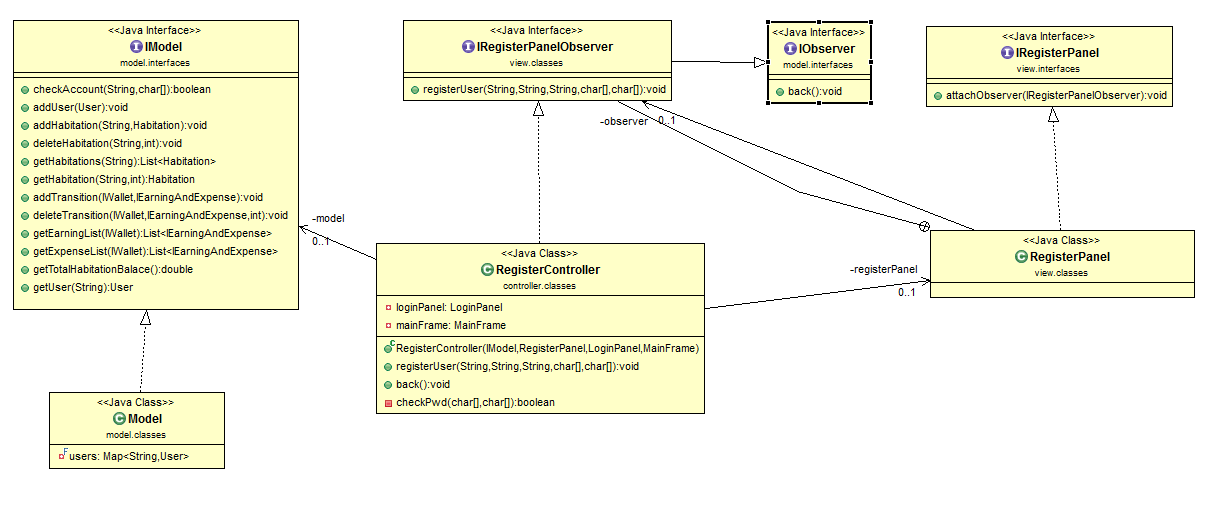 <<Java Interface>>
IModel
model.interfaces
checkAccount(String,char[]):boolean
addUser(User):void
addHabitation(String,Habitation):void
deleteHabitation(String,int):void
getHabitations(String):List<Habitation>
getHabitation(String,int):Habitation
addTransition(IWallet,IEarningAndExpense):void
deleteTransition(IWallet,IEarningAndExpense,int):void
getEarningList(IWallet):List<IEarningAndExpense>
getExpenseList(IWallet):List<IEarningAndExpense>
getTotalHabitationBalace():double
getUser(String):User
<<Java Interface>>
IRegisterPanelObserver
view.classes
registerUser(String,String,String,char[],char[]):void
<<Java Interface>>
IObserver
model.interfaces
back():void
<<Java Interface>>
IRegisterPanel
view.interfaces
attachObserver(IRegisterPanelObserver):void
-observer
0..1
-model
0..1
<<Java Class>>
RegisterController
controller.classes
loginPanel: LoginPanel
mainFrame: MainFrame
RegisterController(IModel,RegisterPanel,LoginPanel,MainFrame)
registerUser(String,String,String,char[],char[]):void
back():void
checkPwd(char[],char[]):boolean
-registerPanel
0..1
<<Java Class>>
RegisterPanel
view.classes
<<Java Class>>
Model
model.classes
users: Map<String,User>